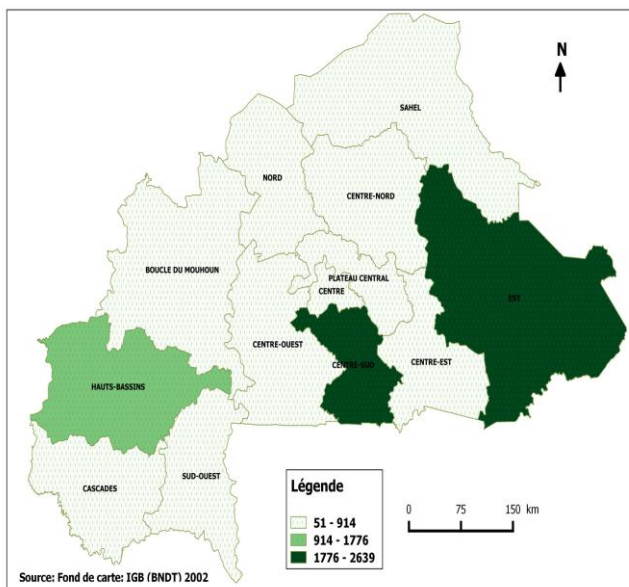 N
SAHEL
NORD
CENTRE-NORD
BOUCLE DU MOUHOUN
PLATEAU CENTRAL
CENTRE
EST
CENTRE-OUEST
CENTRE-SUD
CENTRE-EST
HAUTS-BASSINS
CASCADES
SUD-OUEST
Légende
51 - 914
914 - 1776
1776 - 2639
0 75 150 km
Source: Fond de carte: IGB (BNDT) 2002